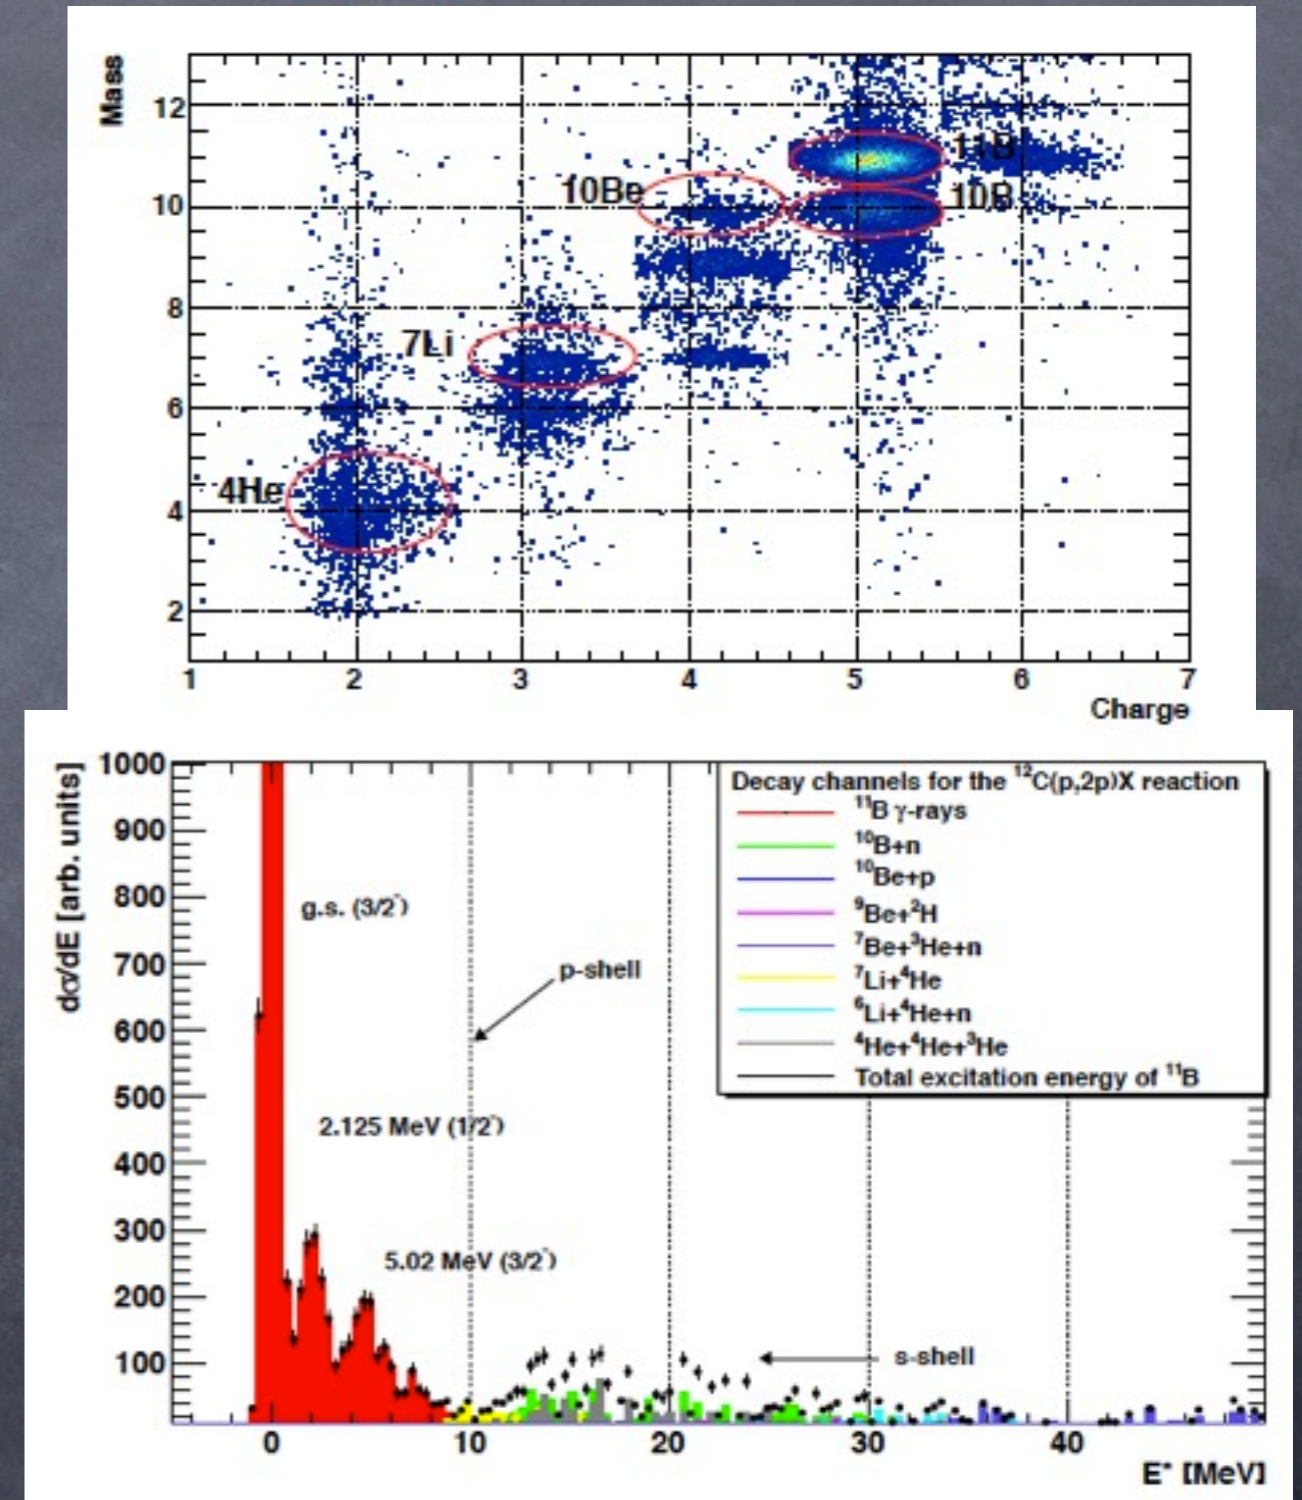 Mass
12
10
8
6
4
2
11B
10Be
10B
7Li
4He
1 2 3 4 5 6 7
Charge
dσ/dE [arb. units]
1000
900
800
700
600
500
400
300
200
100
Decay channels for the ¹²C(p,2p)X reaction
¹¹B γ-rays
¹⁰B+n
¹⁰Be+p
⁹Be+²H
⁷Be+³He+n
⁷Li+⁴He
⁶Li+⁴He+n
⁴He+⁴He+³He
Total excitation energy of ¹¹B
g.s. (3/2⁻)
p-shell
2.125 MeV (1/2⁻)
5.02 MeV (3/2⁻)
s-shell
0 10 20 30 40
E* [MeV]